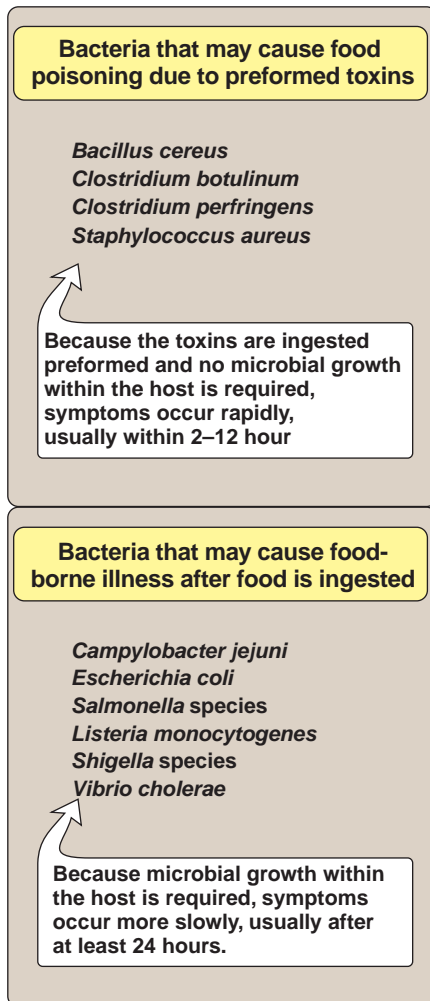 Bacteria that may cause food
poisoning due to preformed toxins
Bacillus cereus
Clostridium botulinum
Clostridium perfringens
Staphylococcus aureus
Because the toxins are ingested
preformed and no microbial growth
within the host is required,
symptoms occur rapidly,
usually within 2–12 hour
Bacteria that may cause food-
borne illness after food is ingested
Campylobacter jejuni
Escherichia coli
Salmonella species
Listeria monocytogenes
Shigella species
Vibrio cholerae
Because microbial growth within
the host is required, symptoms
occur more slowly, usually after
at least 24 hours.